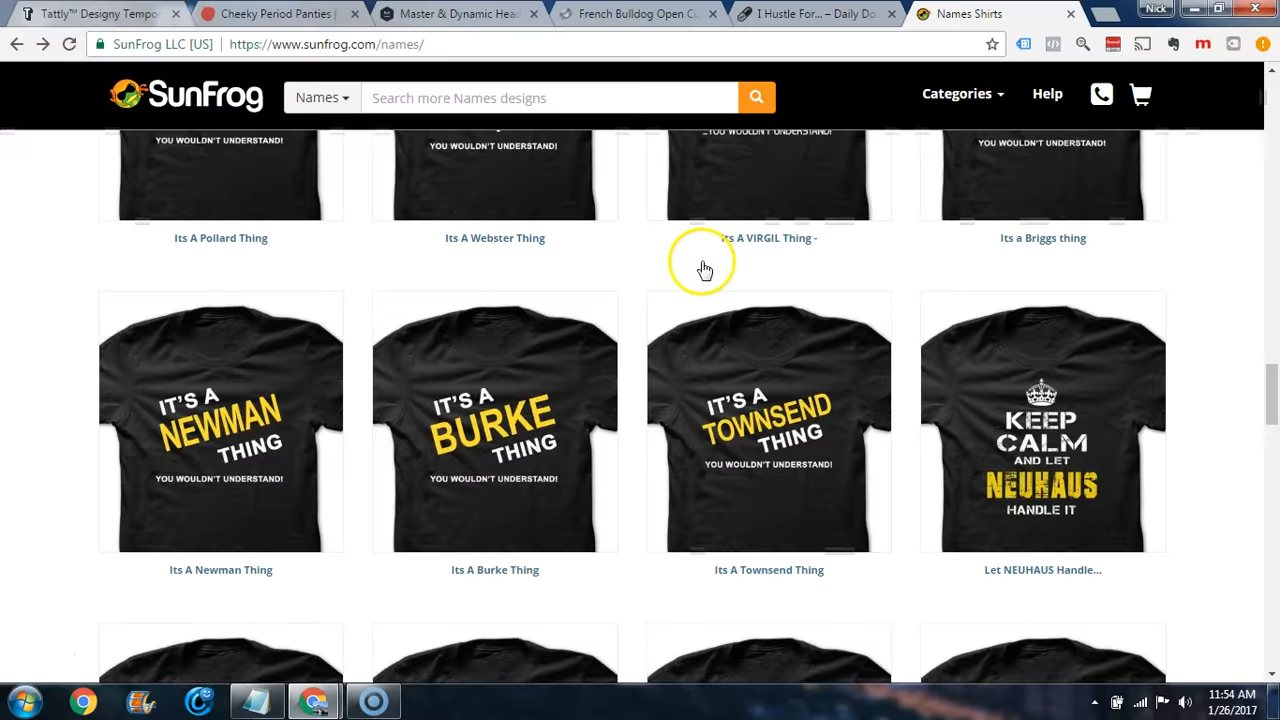 Tattly™ Designy Tempo
Cheeky Period Panties |
Master & Dynamic Hea
French Bulldog Open C
I Hustle For... – Daily Do
Names Shirts
Nick
SunFrog LLC [US]
https://www.sunfrog.com/names/
SunFrog
Names
Search more Names designs
Categories
Help
YOU WOULDN'T UNDERSTAND!
YOU WOULDN'T UNDERSTAND!
...YOU WOULDN'T UNDERSTAND!
YOU WOULDN'T UNDERSTAND!
Its A Pollard Thing
Its A Webster Thing
Its A VIRGIL Thing -
Its a Briggs thing
IT'S A
NEWMAN
THING
YOU WOULDN'T UNDERSTAND!
IT'S A
BURKE
THING
YOU WOULDN'T UNDERSTAND!
IT'S A
TOWNSEND
THING
YOU WOULDN'T UNDERSTAND!
KEEP
CALM
AND LET
NEUHAUS
HANDLE IT
Its A Newman Thing
Its A Burke Thing
Its A Townsend Thing
Let NEUHAUS Handle...
11:54 AM
1/26/2017